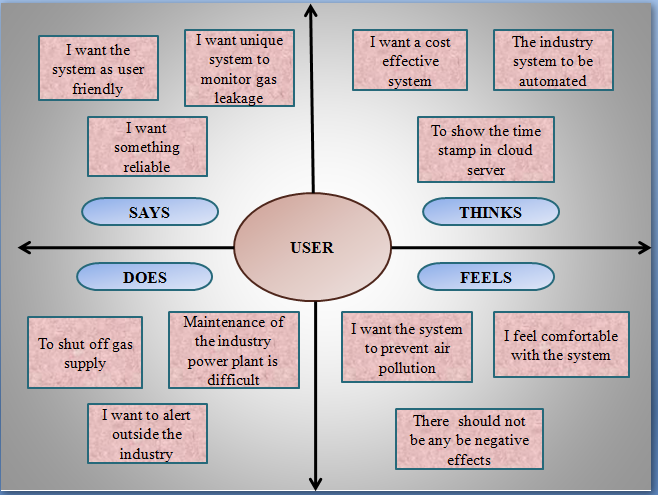 I want the
system as user
friendly
I want unique
system to
monitor gas
leakage
I want
something
reliable
SAYS
I want a cost
effective
system
The industry
system to be
automated
To show the time
stamp in cloud
server
THINKS
USER
DOES
To shut off gas
supply
Maintenance of
the industry
power plant is
difficult
I want to alert
outside the
industry
FEELS
I want the system
to prevent air
pollution
I feel comfortable
with the system
There should not
be any be negative
effects